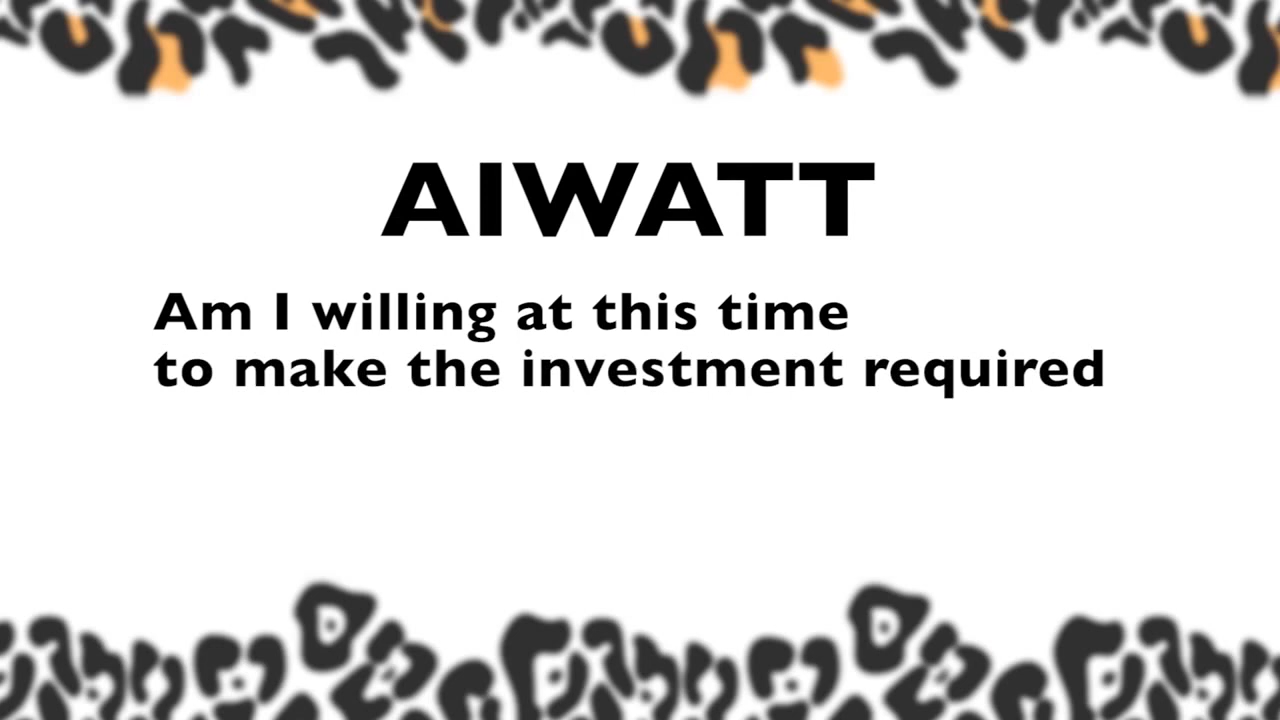 AIWATT
Am I willing at this time
to make the investment required